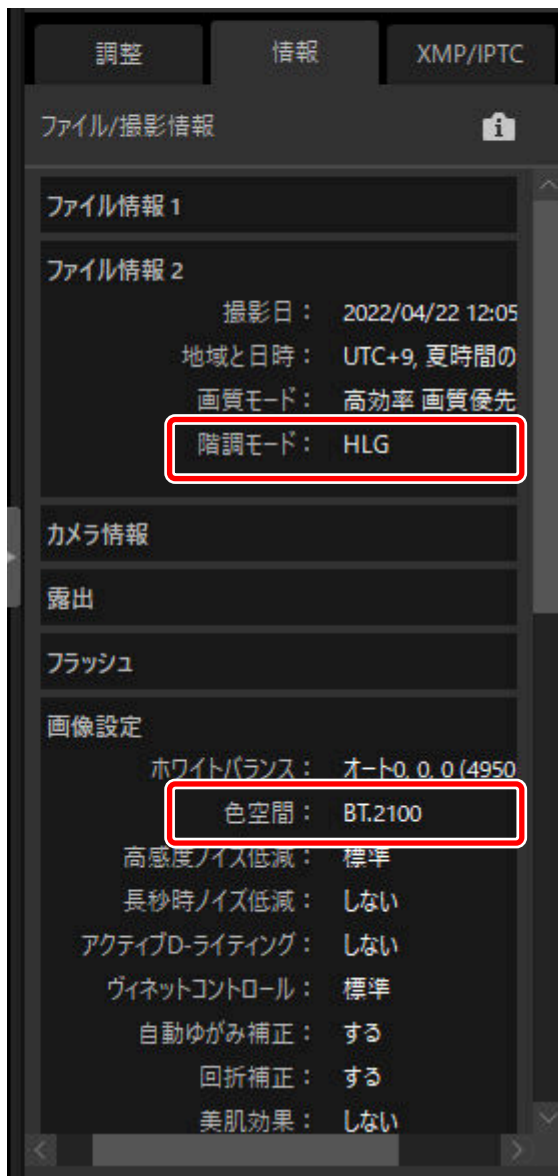 調整 情報 XMP/IPTC
ファイル/撮影情報
ファイル情報 1
ファイル情報 2
撮影日： 2022/04/22 12:05
地域と日時： UTC+9, 夏時間の
画質モード： 高効率 画質優先
階調モード： HLG
カメラ情報
露出
フラッシュ
画像設定
ホワイトバランス： オート0, 0, 0 (4950
色空間： BT.2100
高感度ノイズ低減： 標準
長秒時ノイズ低減： しない
アクティブD-ライティング： しない
ヴィネットコントロール： 標準
自動ゆがみ補正： する
回折補正： する
美肌効果： しない